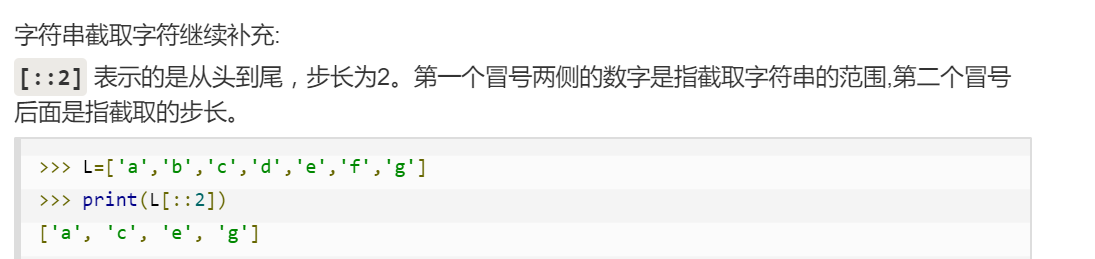 字符串截取字符继续补充:
[::2] 表示的是从头到尾，步长为2。第一个冒号两侧的数字是指截取字符串的范围,第二个冒号
后面是指截取的步长。
>>> L=['a','b','c','d','e','f','g']
>>> print(L[::2])
['a', 'c', 'e', 'g']